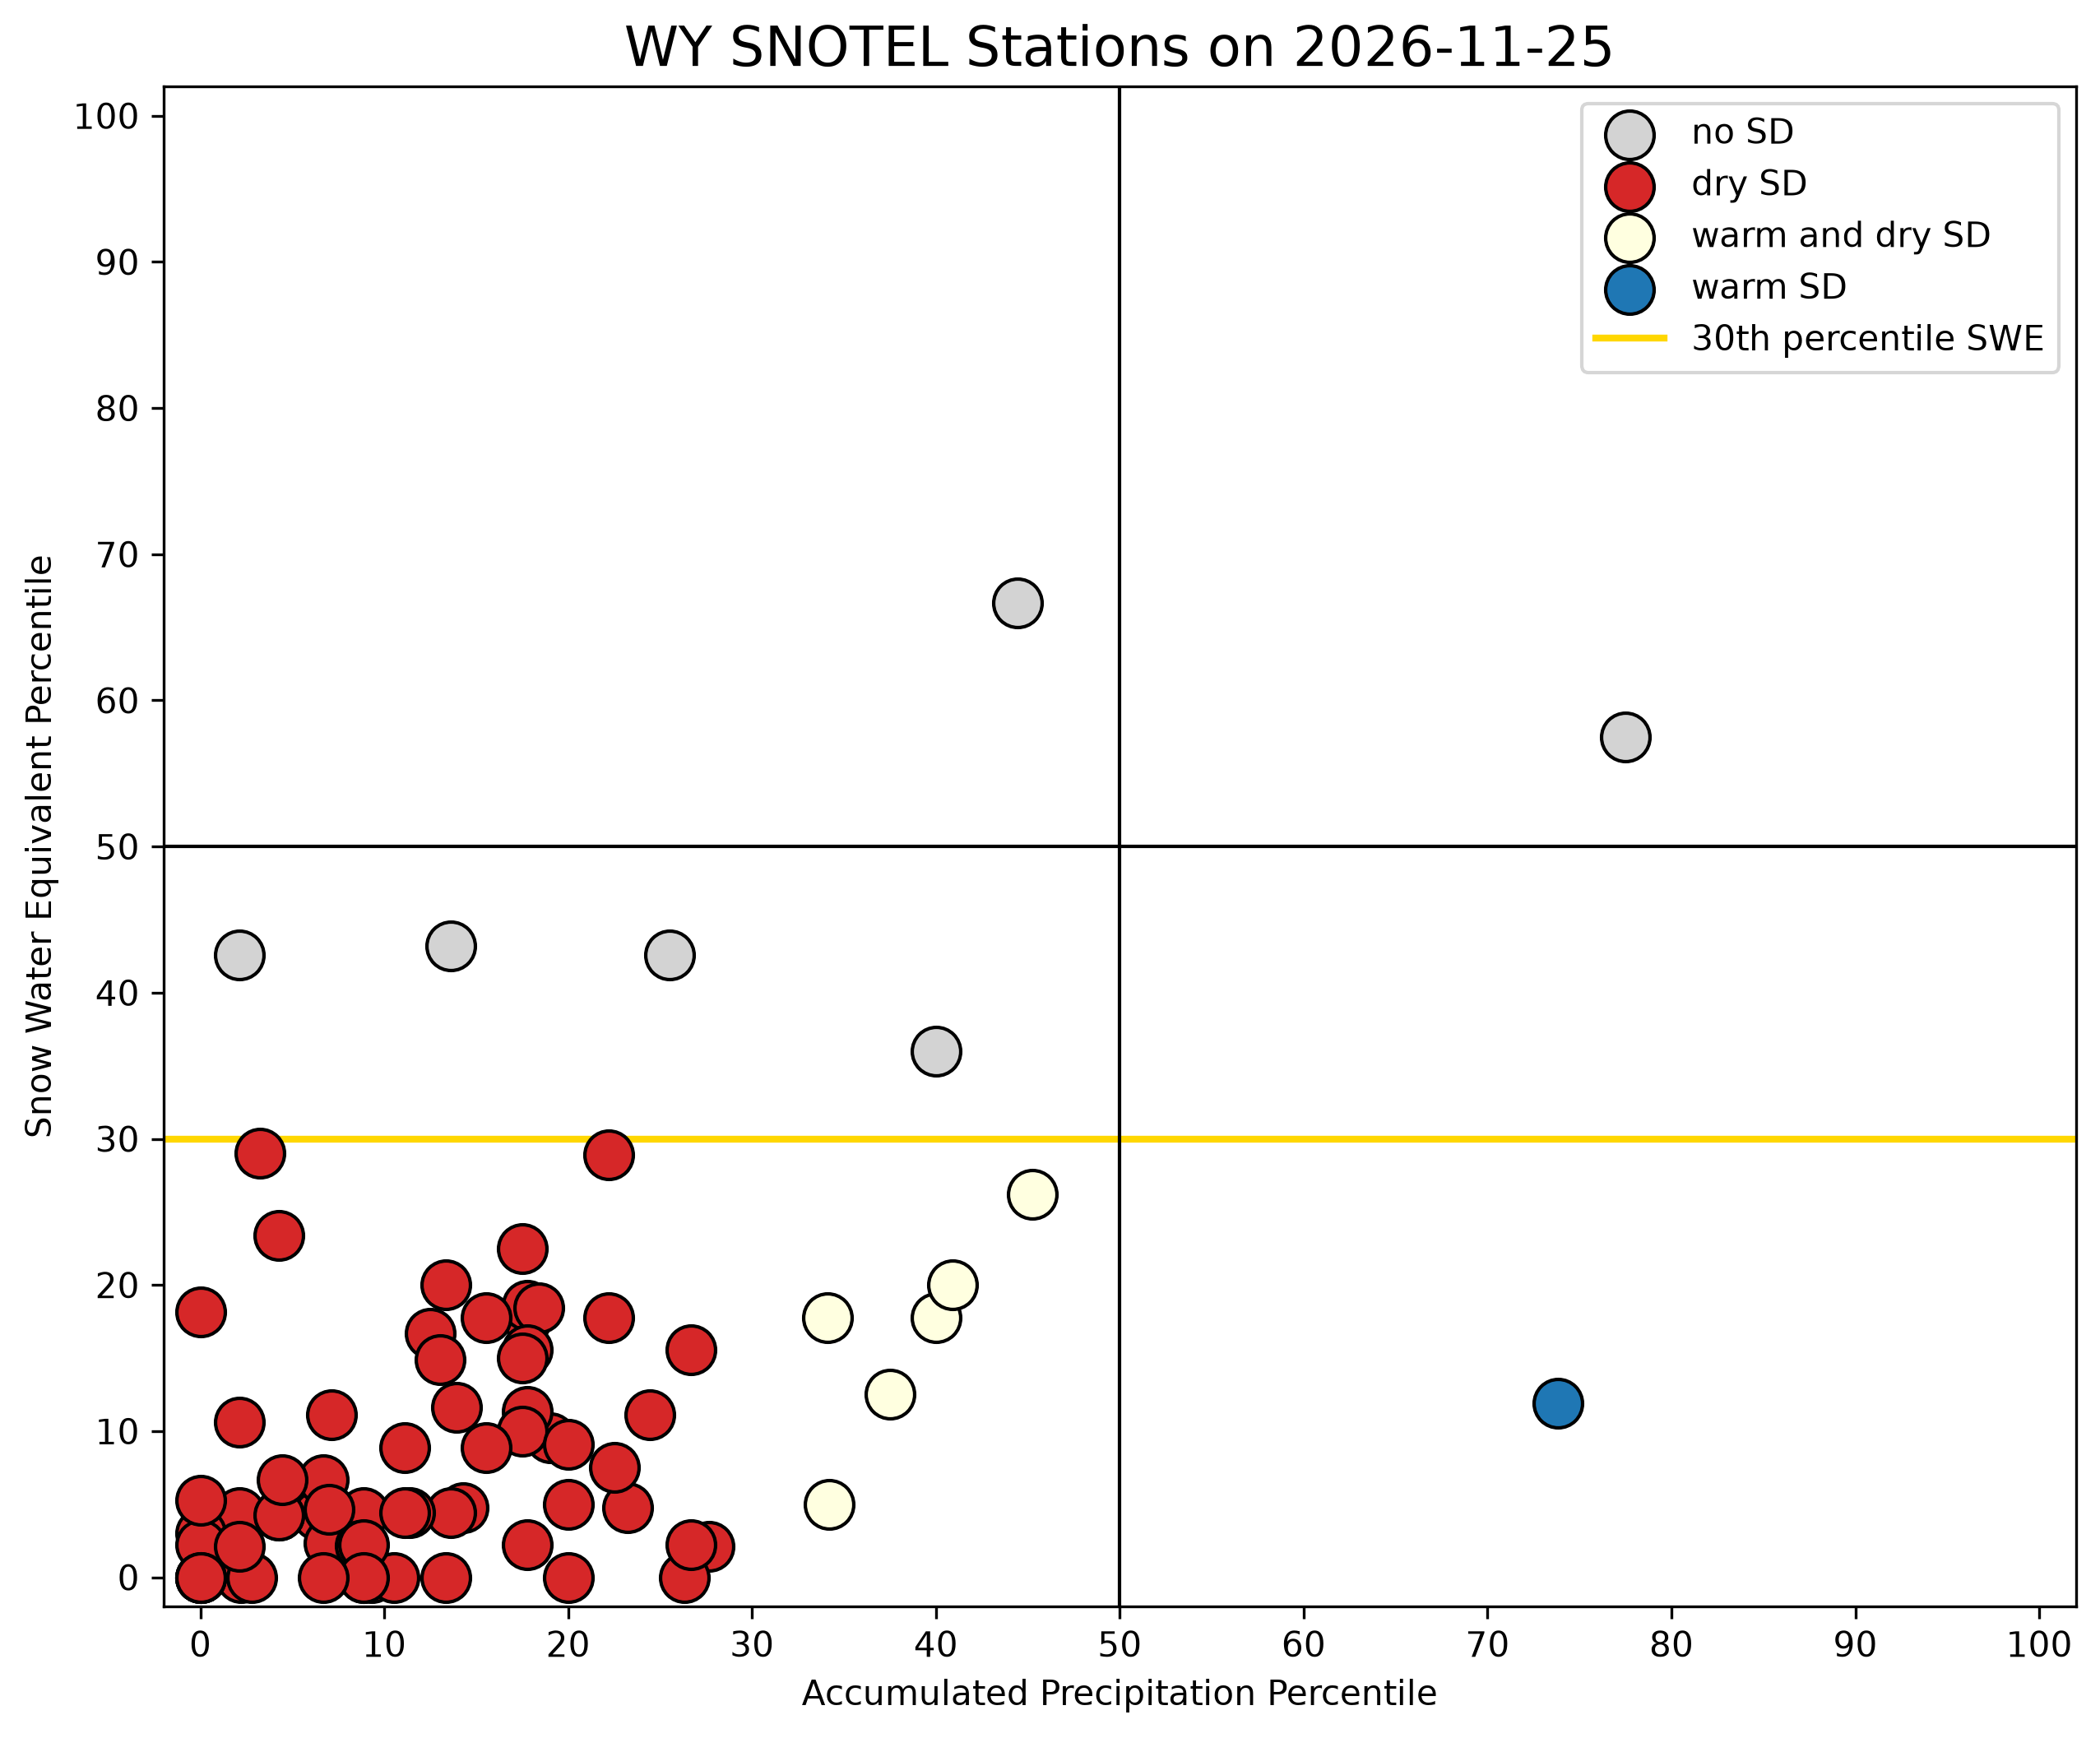 WY SNOTEL Stations on 2026-11-25
100
90
80
70
60
50
40
30
20
10
0
Snow Water Equivalent Percentile
no SD
dry SD
warm and dry SD
warm SD
30th percentile SWE
0 10 20 30 40 50 60 70 80 90 100
Accumulated Precipitation Percentile